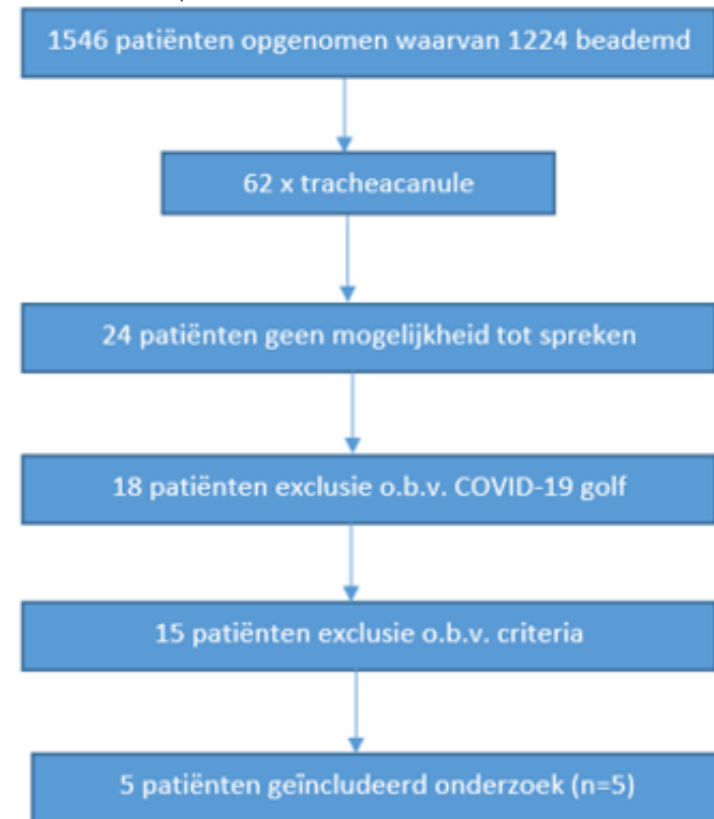 1546 patiënten opgenomen waarvan 1224 beademd
62 x tracheacanule
24 patiënten geen mogelijkheid tot spreken
18 patiënten exclusie o.b.v. COVID-19 golf
15 patiënten exclusie o.b.v. criteria
5 patiënten geïncludeerd onderzoek (n=5)